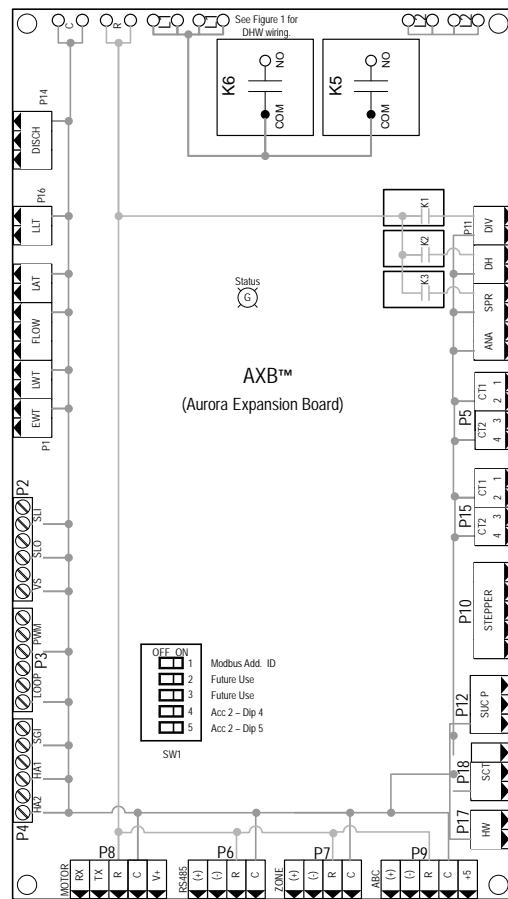 C
R
L1
L1
See Figure 1 for
DHW wiring.
L2
L2
K6
NO
COM
K5
NO
COM
P14
DISCH
P16
LLT
LAT
FLOW
LWT
EWT
P1
K1
K2
K3
P11
DIV
DH
SPR
ANA
Status
G
AXB™
(Aurora Expansion Board)
CT1
1
2
CT2
3
4
P5
CT1
1
2
CT2
3
4
P15
P2
SLI
SLO
VS
P10
STEPPER
P3
PWM
LOOP
OFF ON
1 Modbus Add. ID
2 Future Use
3 Future Use
4 Acc 2 – Dip 4
5 Acc 2 – Dip 5
SW1
P12
SUC P
P18
SCT
P17
HW
SGI
HA1
HA2
P4
P8
MOTOR
RX
TX
R
C
V+
P6
RS485
(+)
(-)
R
C
P7
ZONE
(+)
(-)
R
C
P9
ABC
(+)
(-)
R
C
+5